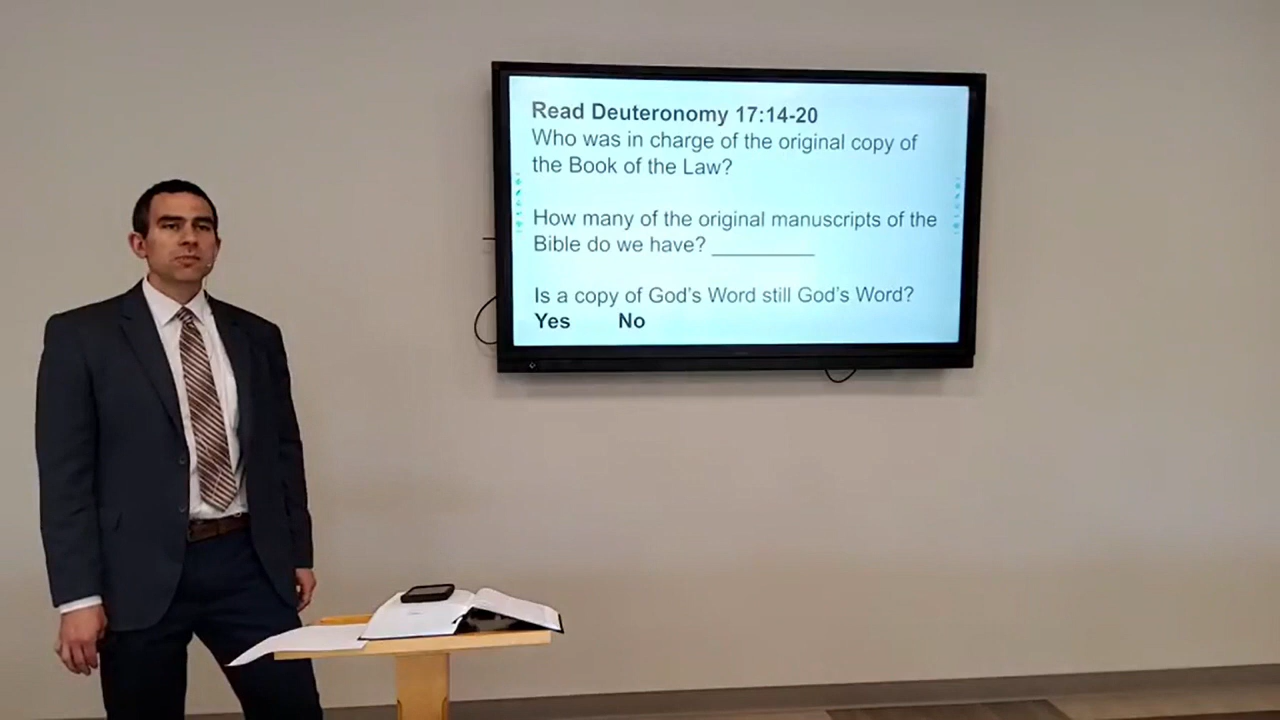 Read Deuteronomy 17:14-20
Who was in charge of the original copy of
the Book of the Law?
How many of the original manuscripts of the
Bible do we have? __________
Is a copy of God's Word still God's Word?
Yes No